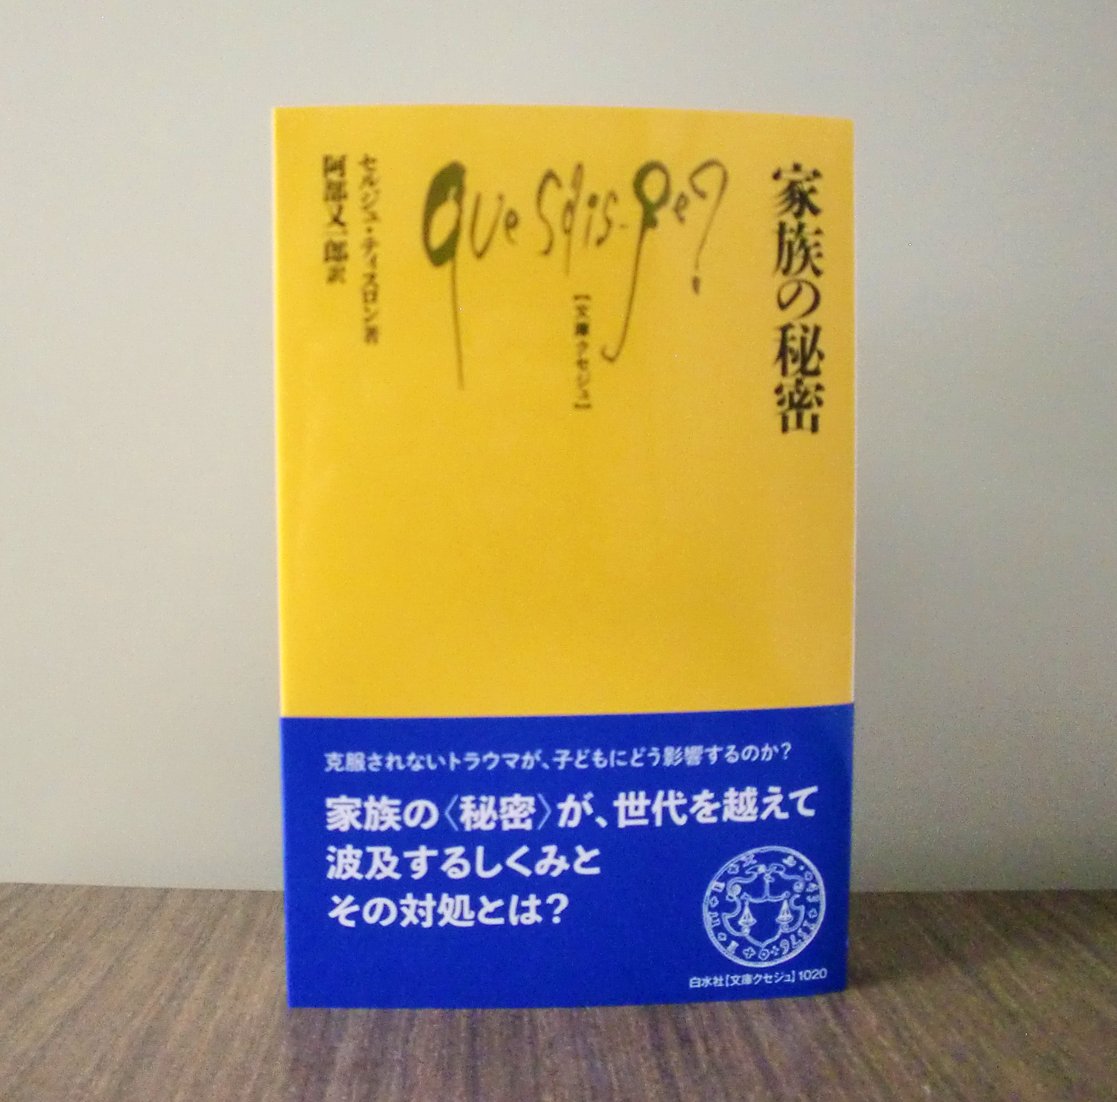 家族の秘密
que sais-je?
【文庫クセジュ】
セルジュ・ティスロン著
阿部又一郎訳
克服されないトラウマが、子どもにどう影響するのか?
家族の〈秘密〉が、世代を越えて
波及するしくみと
その対処とは?
白水社【文庫クセジュ】1020